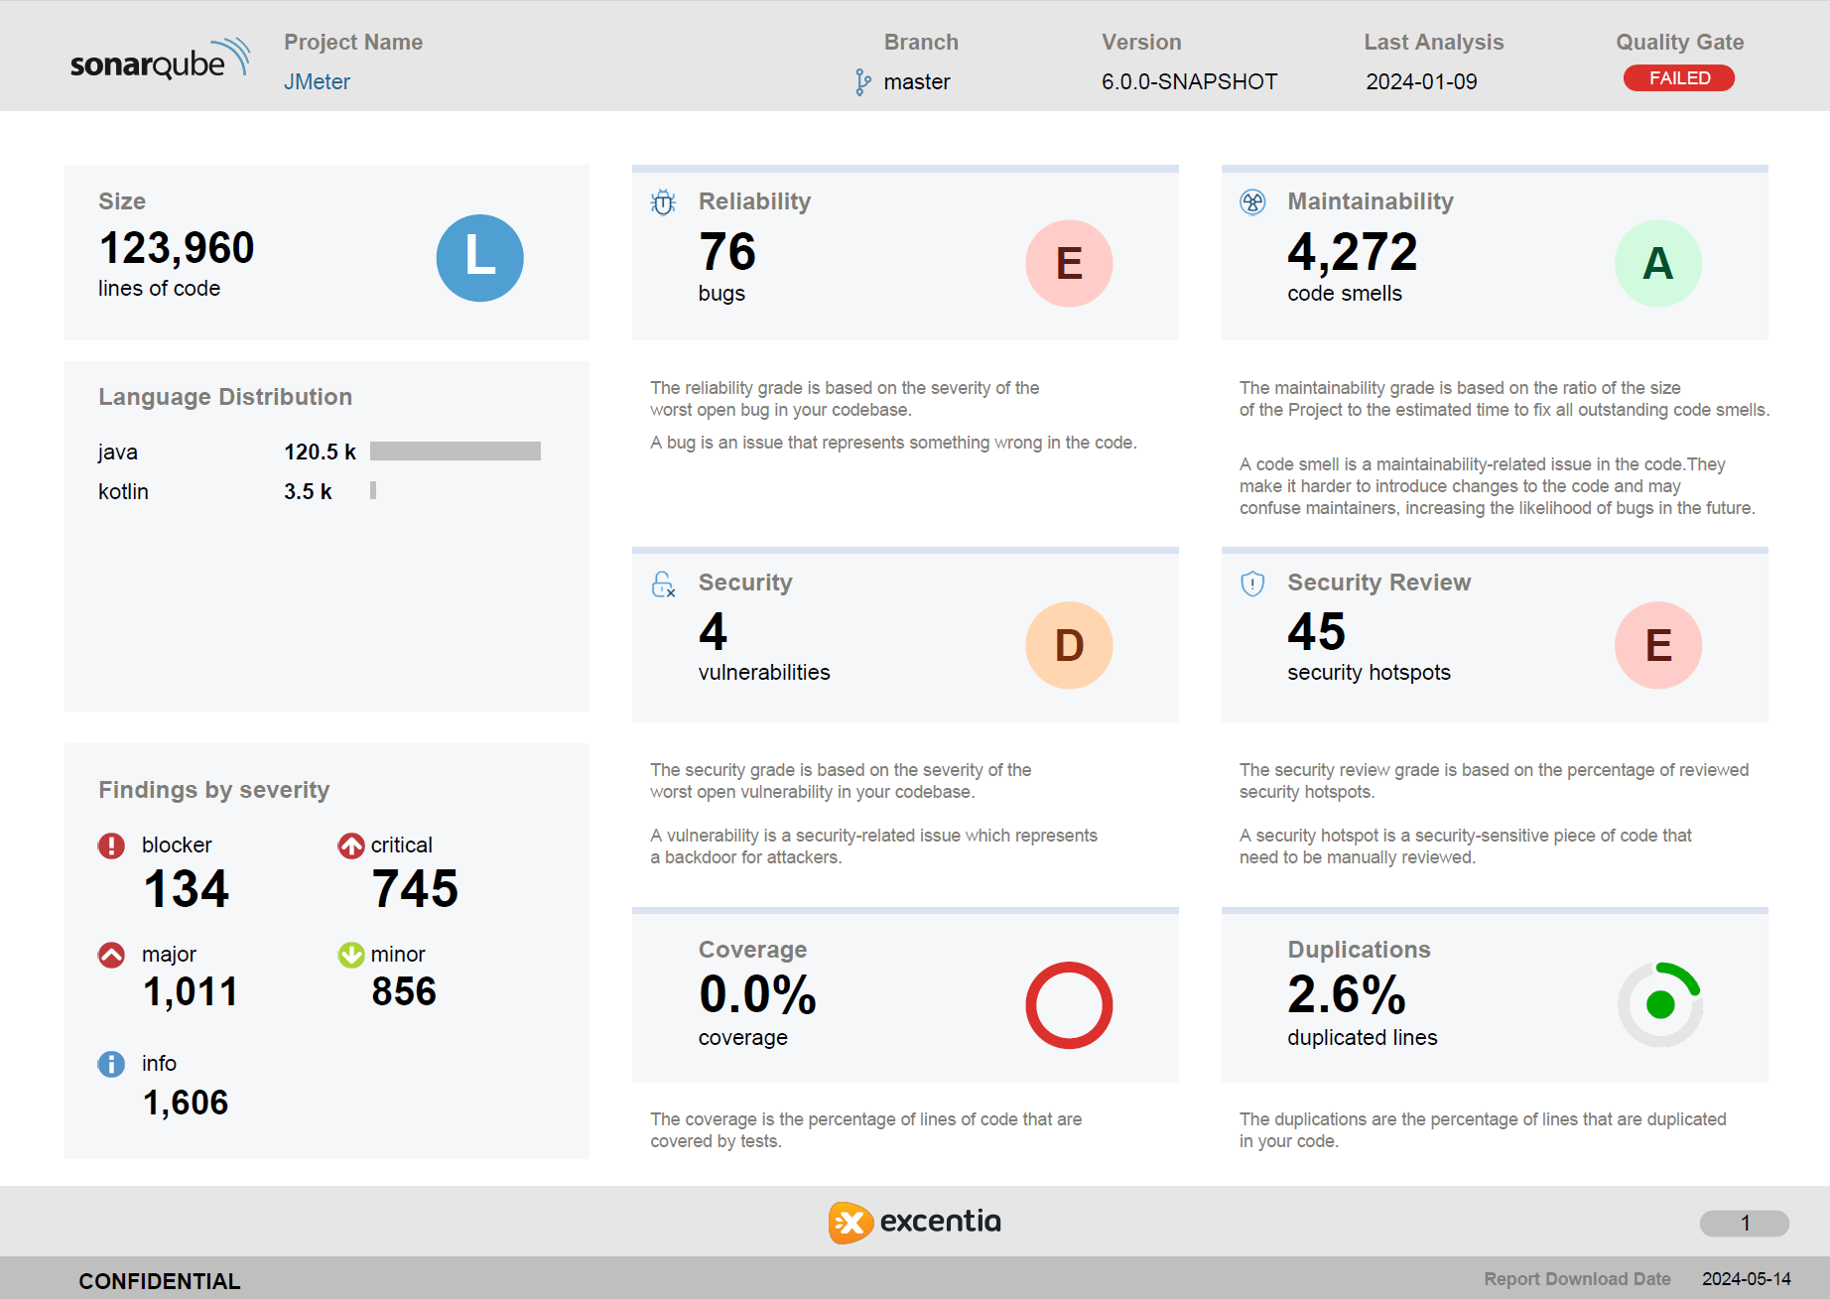 sonarqube
Project Name
JMeter
Branch
master
Version
6.0.0-SNAPSHOT
Last Analysis
2024-01-09
Quality Gate
FAILED
Size
123,960
lines of code
L
Language Distribution
java 120.5 k
kotlin 3.5 k
Findings by severity
blocker
134
critical
745
major
1,011
minor
856
info
1,606
Reliability
76
bugs
E
The reliability grade is based on the severity of the
worst open bug in your codebase.
A bug is an issue that represents something wrong in the code.
Maintainability
4,272
code smells
A
The maintainability grade is based on the ratio of the size
of the Project to the estimated time to fix all outstanding code smells.
A code smell is a maintainability-related issue in the code.They
make it harder to introduce changes to the code and may
confuse maintainers, increasing the likelihood of bugs in the future.
Security
4
vulnerabilities
D
The security grade is based on the severity of the
worst open vulnerability in your codebase.
A vulnerability is a security-related issue which represents
a backdoor for attackers.
Security Review
45
security hotspots
E
The security review grade is based on the percentage of reviewed
security hotspots.
A security hotspot is a security-sensitive piece of code that
need to be manually reviewed.
Coverage
0.0%
coverage
The coverage is the percentage of lines of code that are
covered by tests.
Duplications
2.6%
duplicated lines
The duplications are the percentage of lines that are duplicated
in your code.
excentia
1
CONFIDENTIAL
Report Download Date 2024-05-14